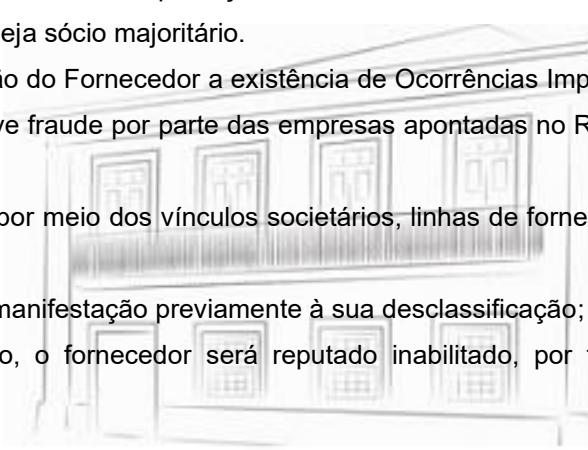 eja sócio majoritário.
ão do Fornecedor a existência de Ocorrências Imp
ve fraude por parte das empresas apontadas no R
por meio dos vínculos societários, linhas de forne
manifestação previamente à sua desclassificação;
o, o fornecedor será reputado inabilitado, por